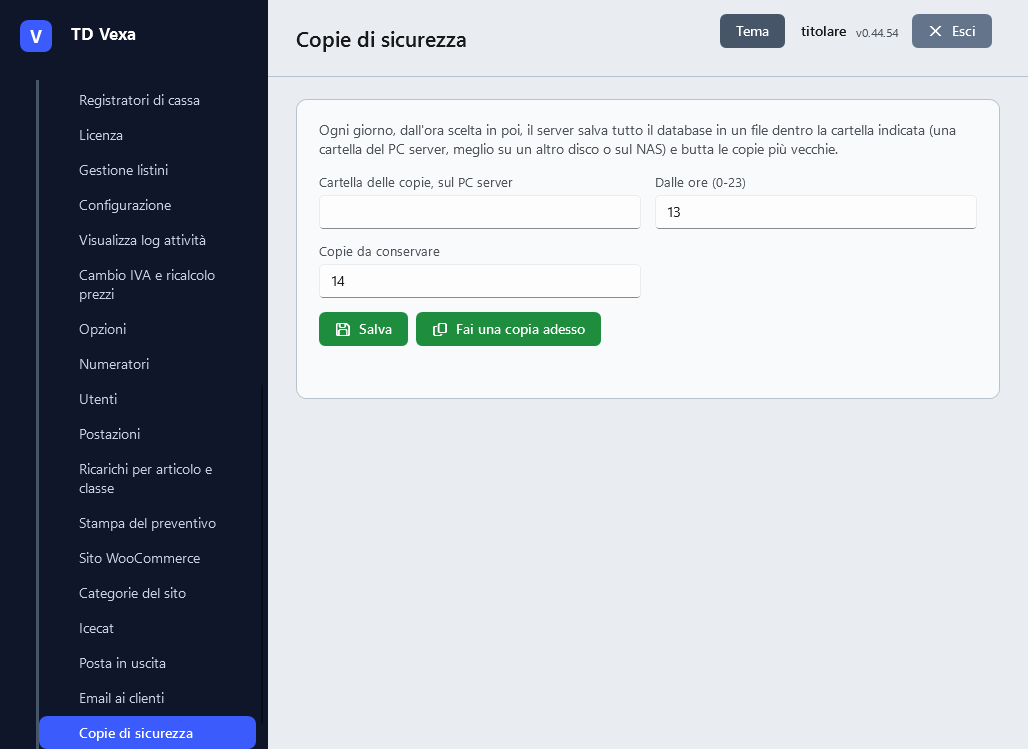 V
TD Vexa
Registratori di cassa
Licenza
Gestione listini
Configurazione
Visualizza log attività
Cambio IVA e ricalcolo
prezzi
Opzioni
Numeratori
Utenti
Postazioni
Ricarichi per articolo e
classe
Stampa del preventivo
Sito WooCommerce
Categorie del sito
Icecat
Posta in uscita
Email ai clienti
Copie di sicurezza
Copie di sicurezza
Tema
titolare
v0.44.54
Esci
Ogni giorno, dall'ora scelta in poi, il server salva tutto il database in un file dentro la cartella indicata (una
cartella del PC server, meglio su un altro disco o sul NAS) e butta le copie più vecchie.
Cartella delle copie, sul PC server
Dalle ore (0-23)
13
Copie da conservare
14
Salva
Fai una copia adesso